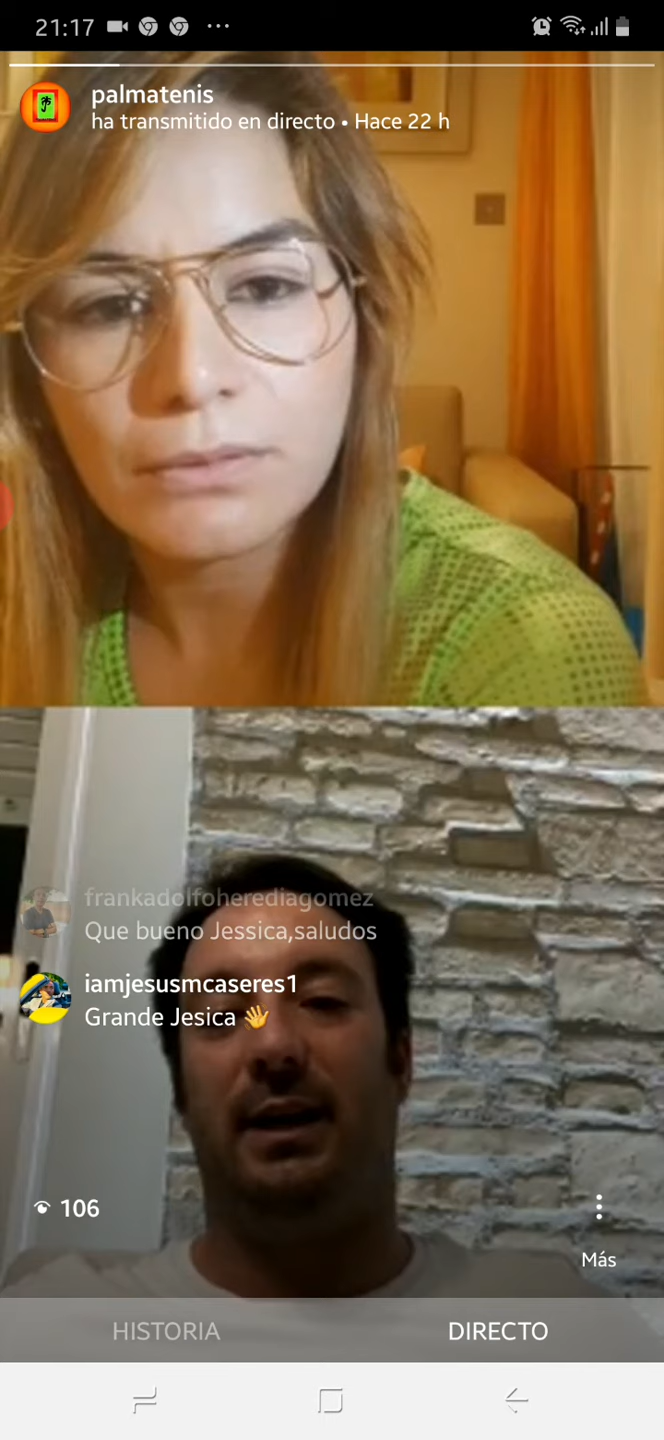 21:17
palmatenis
ha transmitido en directo • Hace 22 h
frankadolfoherediagomez
Que bueno Jessica,saludos
iamjesusmcaseres1
Grande Jesica 👋
106
Más
HISTORIA
DIRECTO